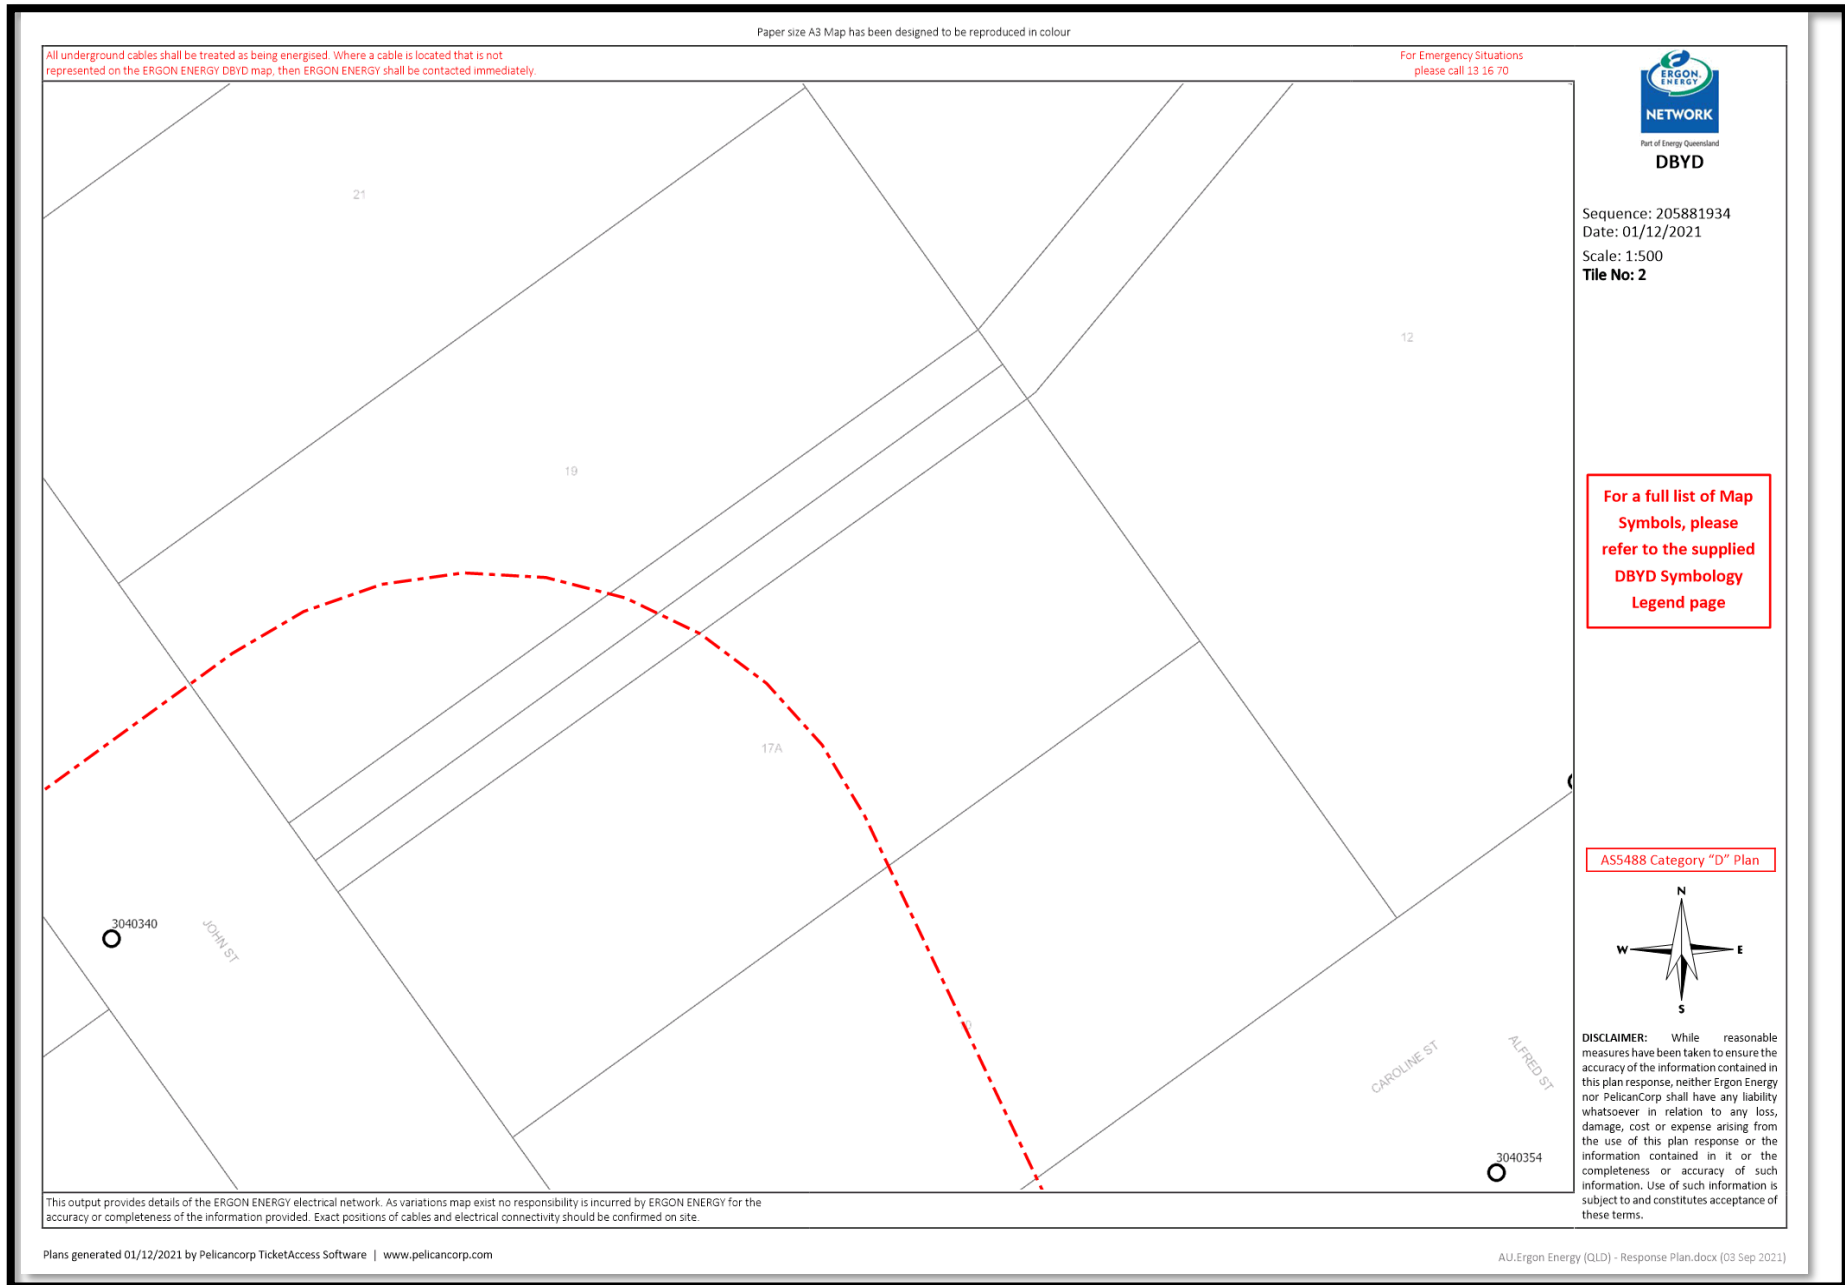 Paper size A3 Map has been designed to be reproduced in colour
All underground cables shall be treated as being energised. Where a cable is located that is not
represented on the ERGON ENERGY DBYD map, then ERGON ENERGY shall be contacted immediately.
For Emergency Situations
please call 13 16 70
ERGON
ENERGY
NETWORK
Part of Energy Queensland
DBYD
Sequence: 205881934
Date: 01/12/2021
Scale: 1:500
Tile No: 2
21
12
19
17A
For a full list of Map
Symbols, please
refer to the supplied
DBYD Symbology
Legend page
AS5488 Category “D” Plan
N
W
E
S
3040340
JOHN ST
CAROLINE ST
ALFRED ST
3040354
DISCLAIMER: While reasonable
measures have been taken to ensure the
accuracy of the information contained in
this plan response, neither Ergon Energy
nor PelicanCorp shall have any liability
whatsoever in relation to any loss,
damage, cost or expense arising from
the use of this plan response or the
information contained in it or the
completeness or accuracy of such
information. Use of such information is
subject to and constitutes acceptance of
these terms.
This output provides details of the ERGON ENERGY electrical network. As variations map exist no responsibility is incurred by ERGON ENERGY for the
accuracy or completeness of the information provided. Exact positions of cables and electrical connectivity should be confirmed on site.
Plans generated 01/12/2021 by Pelicancorp TicketAccess Software | www.pelicancorp.com
AU.Ergon Energy (QLD) - Response Plan.docx (03 Sep 2021)